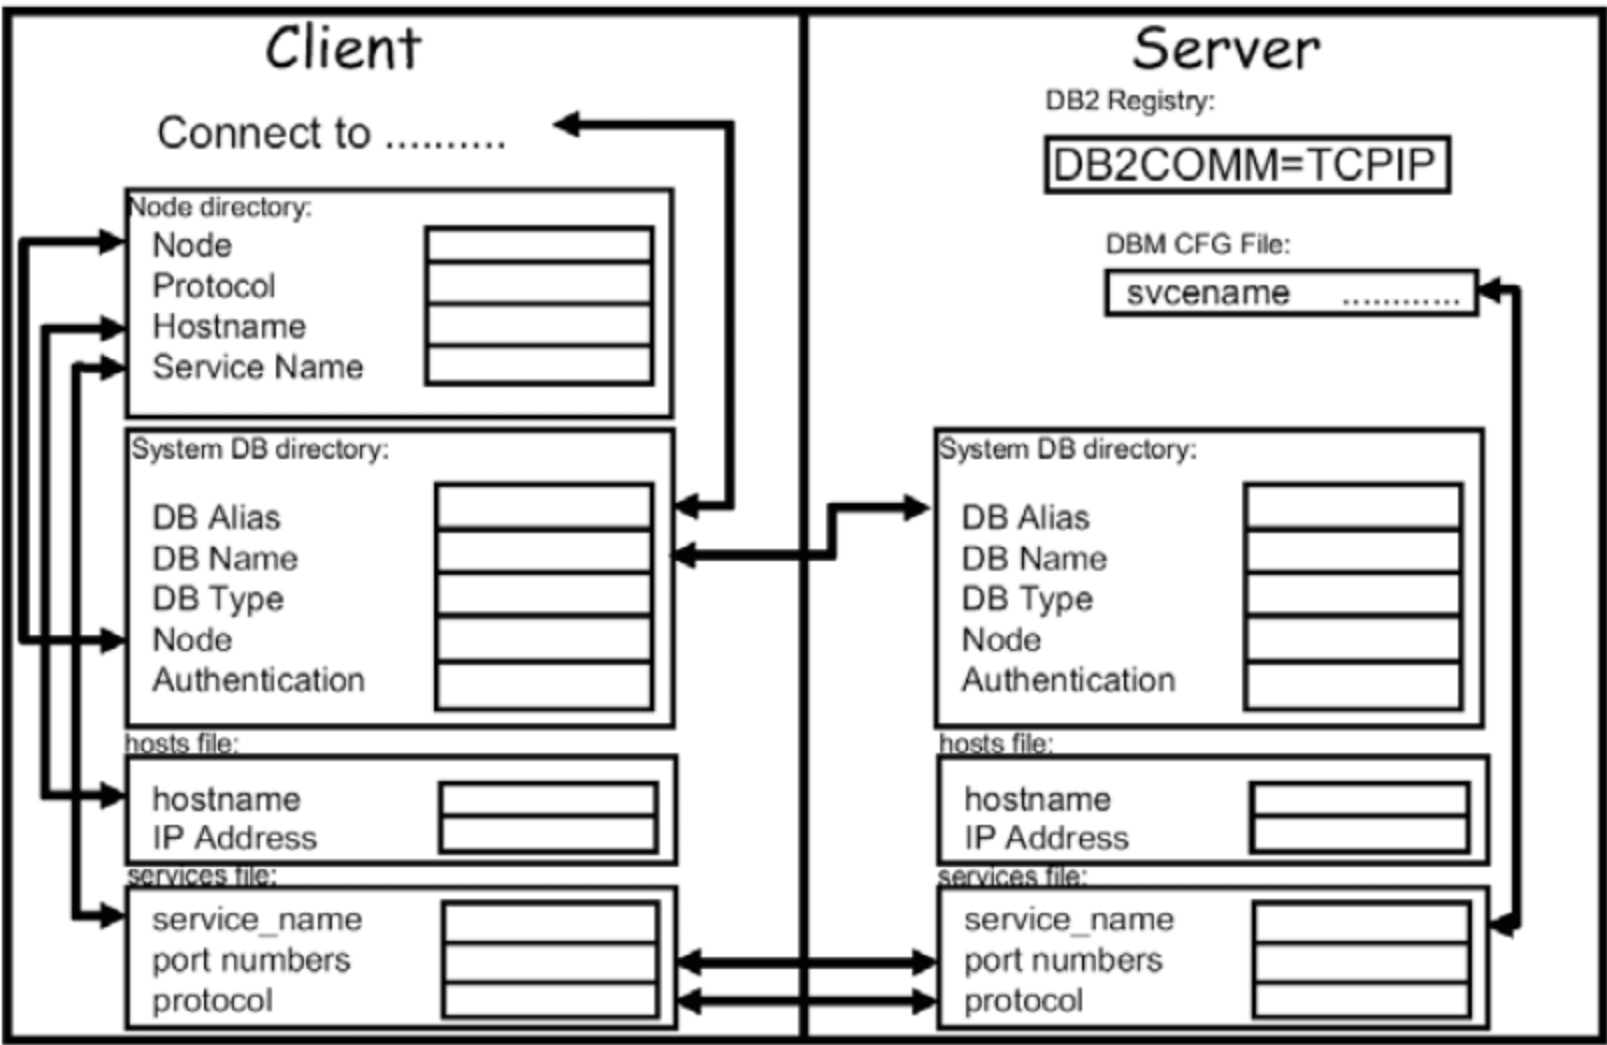 Client
Connect to ..........
Node directory:
Node
Protocol
Hostname
Service Name
System DB directory:
DB Alias
DB Name
DB Type
Node
Authentication
hosts file:
hostname
IP Address
services file:
service_name
port numbers
protocol
Server
DB2 Registry:
DB2COMM=TCPIP
DBM CFG File:
svcename ............
System DB directory:
DB Alias
DB Name
DB Type
Node
Authentication
hosts file:
hostname
IP Address
services file:
service_name
port numbers
protocol